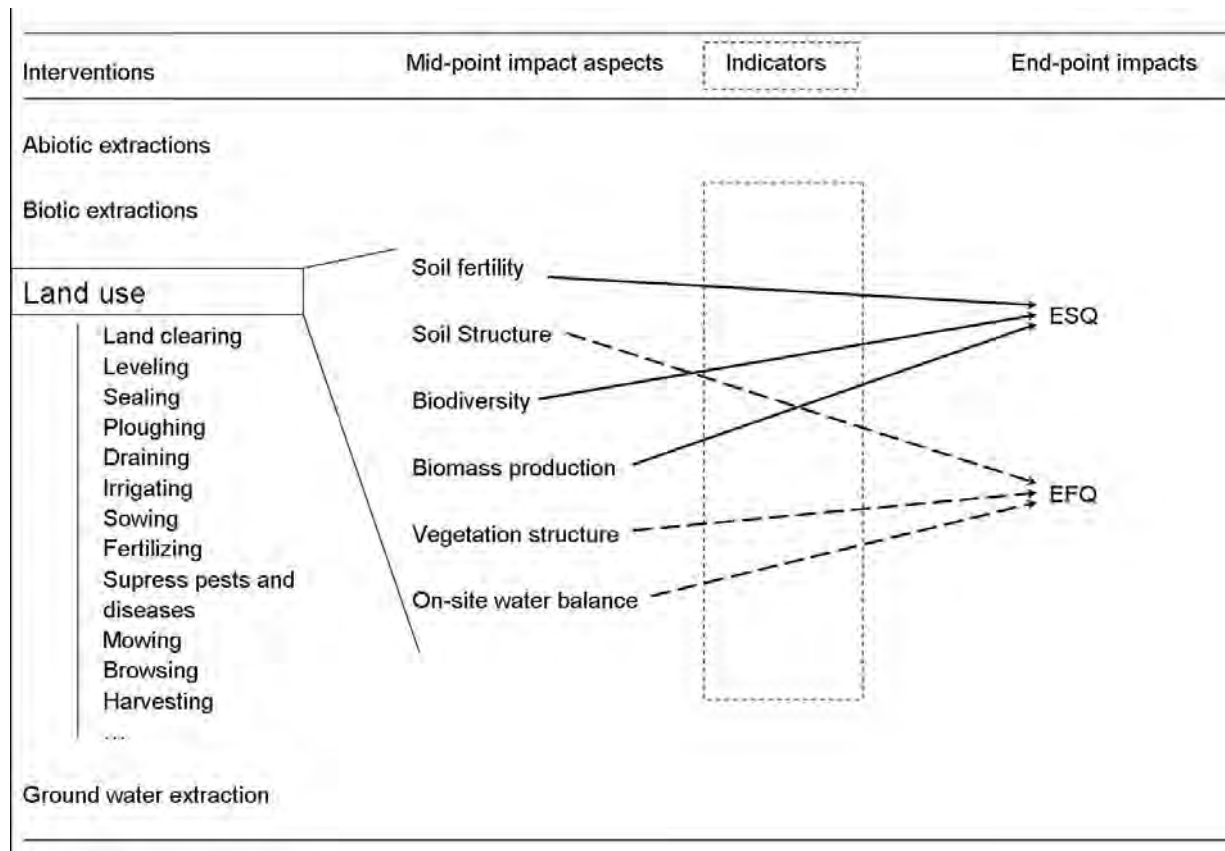 Interventions
Mid-point impact aspects
Indicators
End-point impacts
Abiotic extractions
Biotic extractions
Land use
Land clearing
Leveling
Sealing
Ploughing
Draining
Irrigating
Sowing
Fertilizing
Supress pests and
diseases
Mowing
Browsing
Harvesting
...
Ground water extraction
Soil fertility
Soil Structure
Biodiversity
Biomass production
Vegetation structure
On-site water balance
ESQ
EFQ